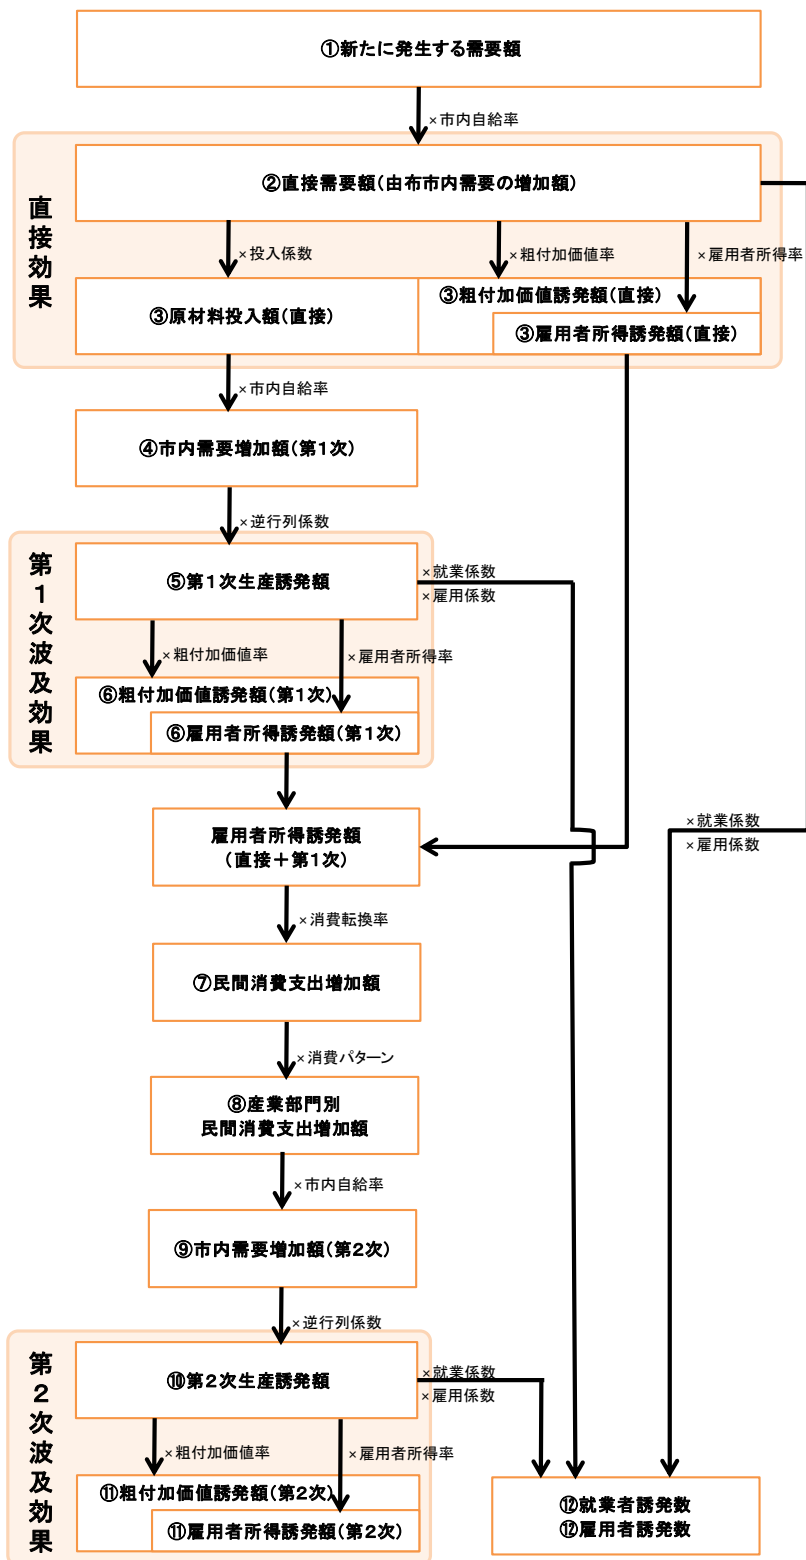 ①新たに発生する需要額
×市内自給率
直接効果
②直接需要額(由布市内需要の増加額)
×投入係数
×粗付加価値率
×雇用者所得率
③原材料投入額(直接)
③粗付加価値誘発額(直接)
③雇用者所得誘発額(直接)
×市内自給率
④市内需要増加額(第1次)
×逆行列係数
第1次波及効果
⑤第1次生産誘発額
×就業係数
×雇用係数
×粗付加価値率
×雇用者所得率
⑥粗付加価値誘発額(第1次)
⑥雇用者所得誘発額(第1次)
雇用者所得誘発額
(直接+第1次)
×就業係数
×雇用係数
×消費転換率
⑦民間消費支出増加額
×消費パターン
⑧産業部門別
民間消費支出増加額
×市内自給率
⑨市内需要増加額(第2次)
×逆行列係数
第2次波及効果
⑩第2次生産誘発額
×就業係数
×雇用係数
×粗付加価値率
×雇用者所得率
⑪粗付加価値誘発額(第2次)
⑪雇用者所得誘発額(第2次)
⑫就業者誘発数
⑫雇用者誘発数